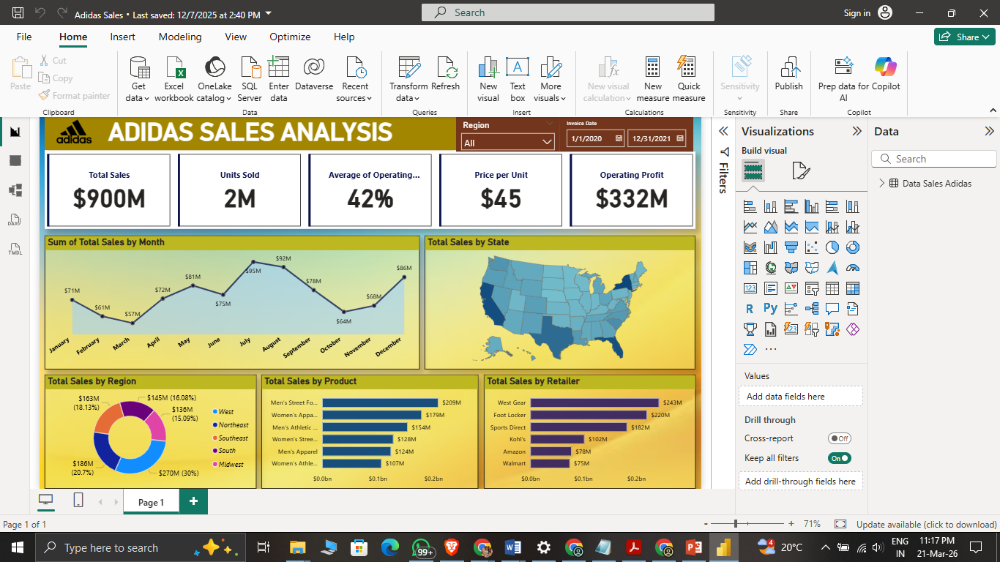 Adidas Sales • Last saved: 12/7/2025 at 2:40 PM
Search
Sign in
File Home Insert Modeling View Optimize Help
Share
Paste
Cut
Copy
Format painter
Clipboard
Get data
Excel workbook
OneLake catalog
SQL Server
Enter data
Dataverse
Recent sources
Data
Transform data
Refresh
Queries
New visual
Text box
More visuals
Insert
New visual calculation
New measure
Quick measure
Calculations
Sensitivity
Sensitivity
Publish
Share
Prep data for AI
Copilot
Copilot
adidas
ADIDAS SALES ANALYSIS
Region
All
Invoice Date
1/1/2020
12/31/2021
Total Sales
$900M
Units Sold
2M
Average of Operating...
42%
Price per Unit
$45
Operating Profit
$332M
Sum of Total Sales by Month
$71M
$61M
$57M
$72M
$81M
$75M
$95M
$92M
$78M
$64M
$68M
$86M
January
February
March
April
May
June
July
August
September
October
November
December
Total Sales by State
Total Sales by Region
$163M
(18.13%)
$145M (16.08%)
$136M
(15.09%)
$186M
(20.7%)
$270M (30%)
West
Northeast
Southeast
South
Midwest
Total Sales by Product
Men's Street Fo... $209M
Women's Appa... $179M
Men's Athletic ... $154M
Women's Stree... $128M
Men's Apparel $124M
Women's Athle... $107M
$0.0bn $0.1bn $0.2bn
Total Sales by Retailer
West Gear $243M
Foot Locker $220M
Sports Direct $182M
Kohl's $102M
Amazon $78M
Walmart $75M
$0.0bn $0.1bn $0.2bn
Filters
Visualizations
Build visual
123
R
Py
123
Values
Add data fields here
Drill through
Cross-report
Off
Keep all filters
On
Add drill-through fields here
Data
Search
Data Sales Adidas
DAX
TMDL
Page 1
Page 1 of 1
71%
Update available (click to download)
Type here to search
99+
4
20°C
ENG
IN
11:17 PM
21-Mar-26